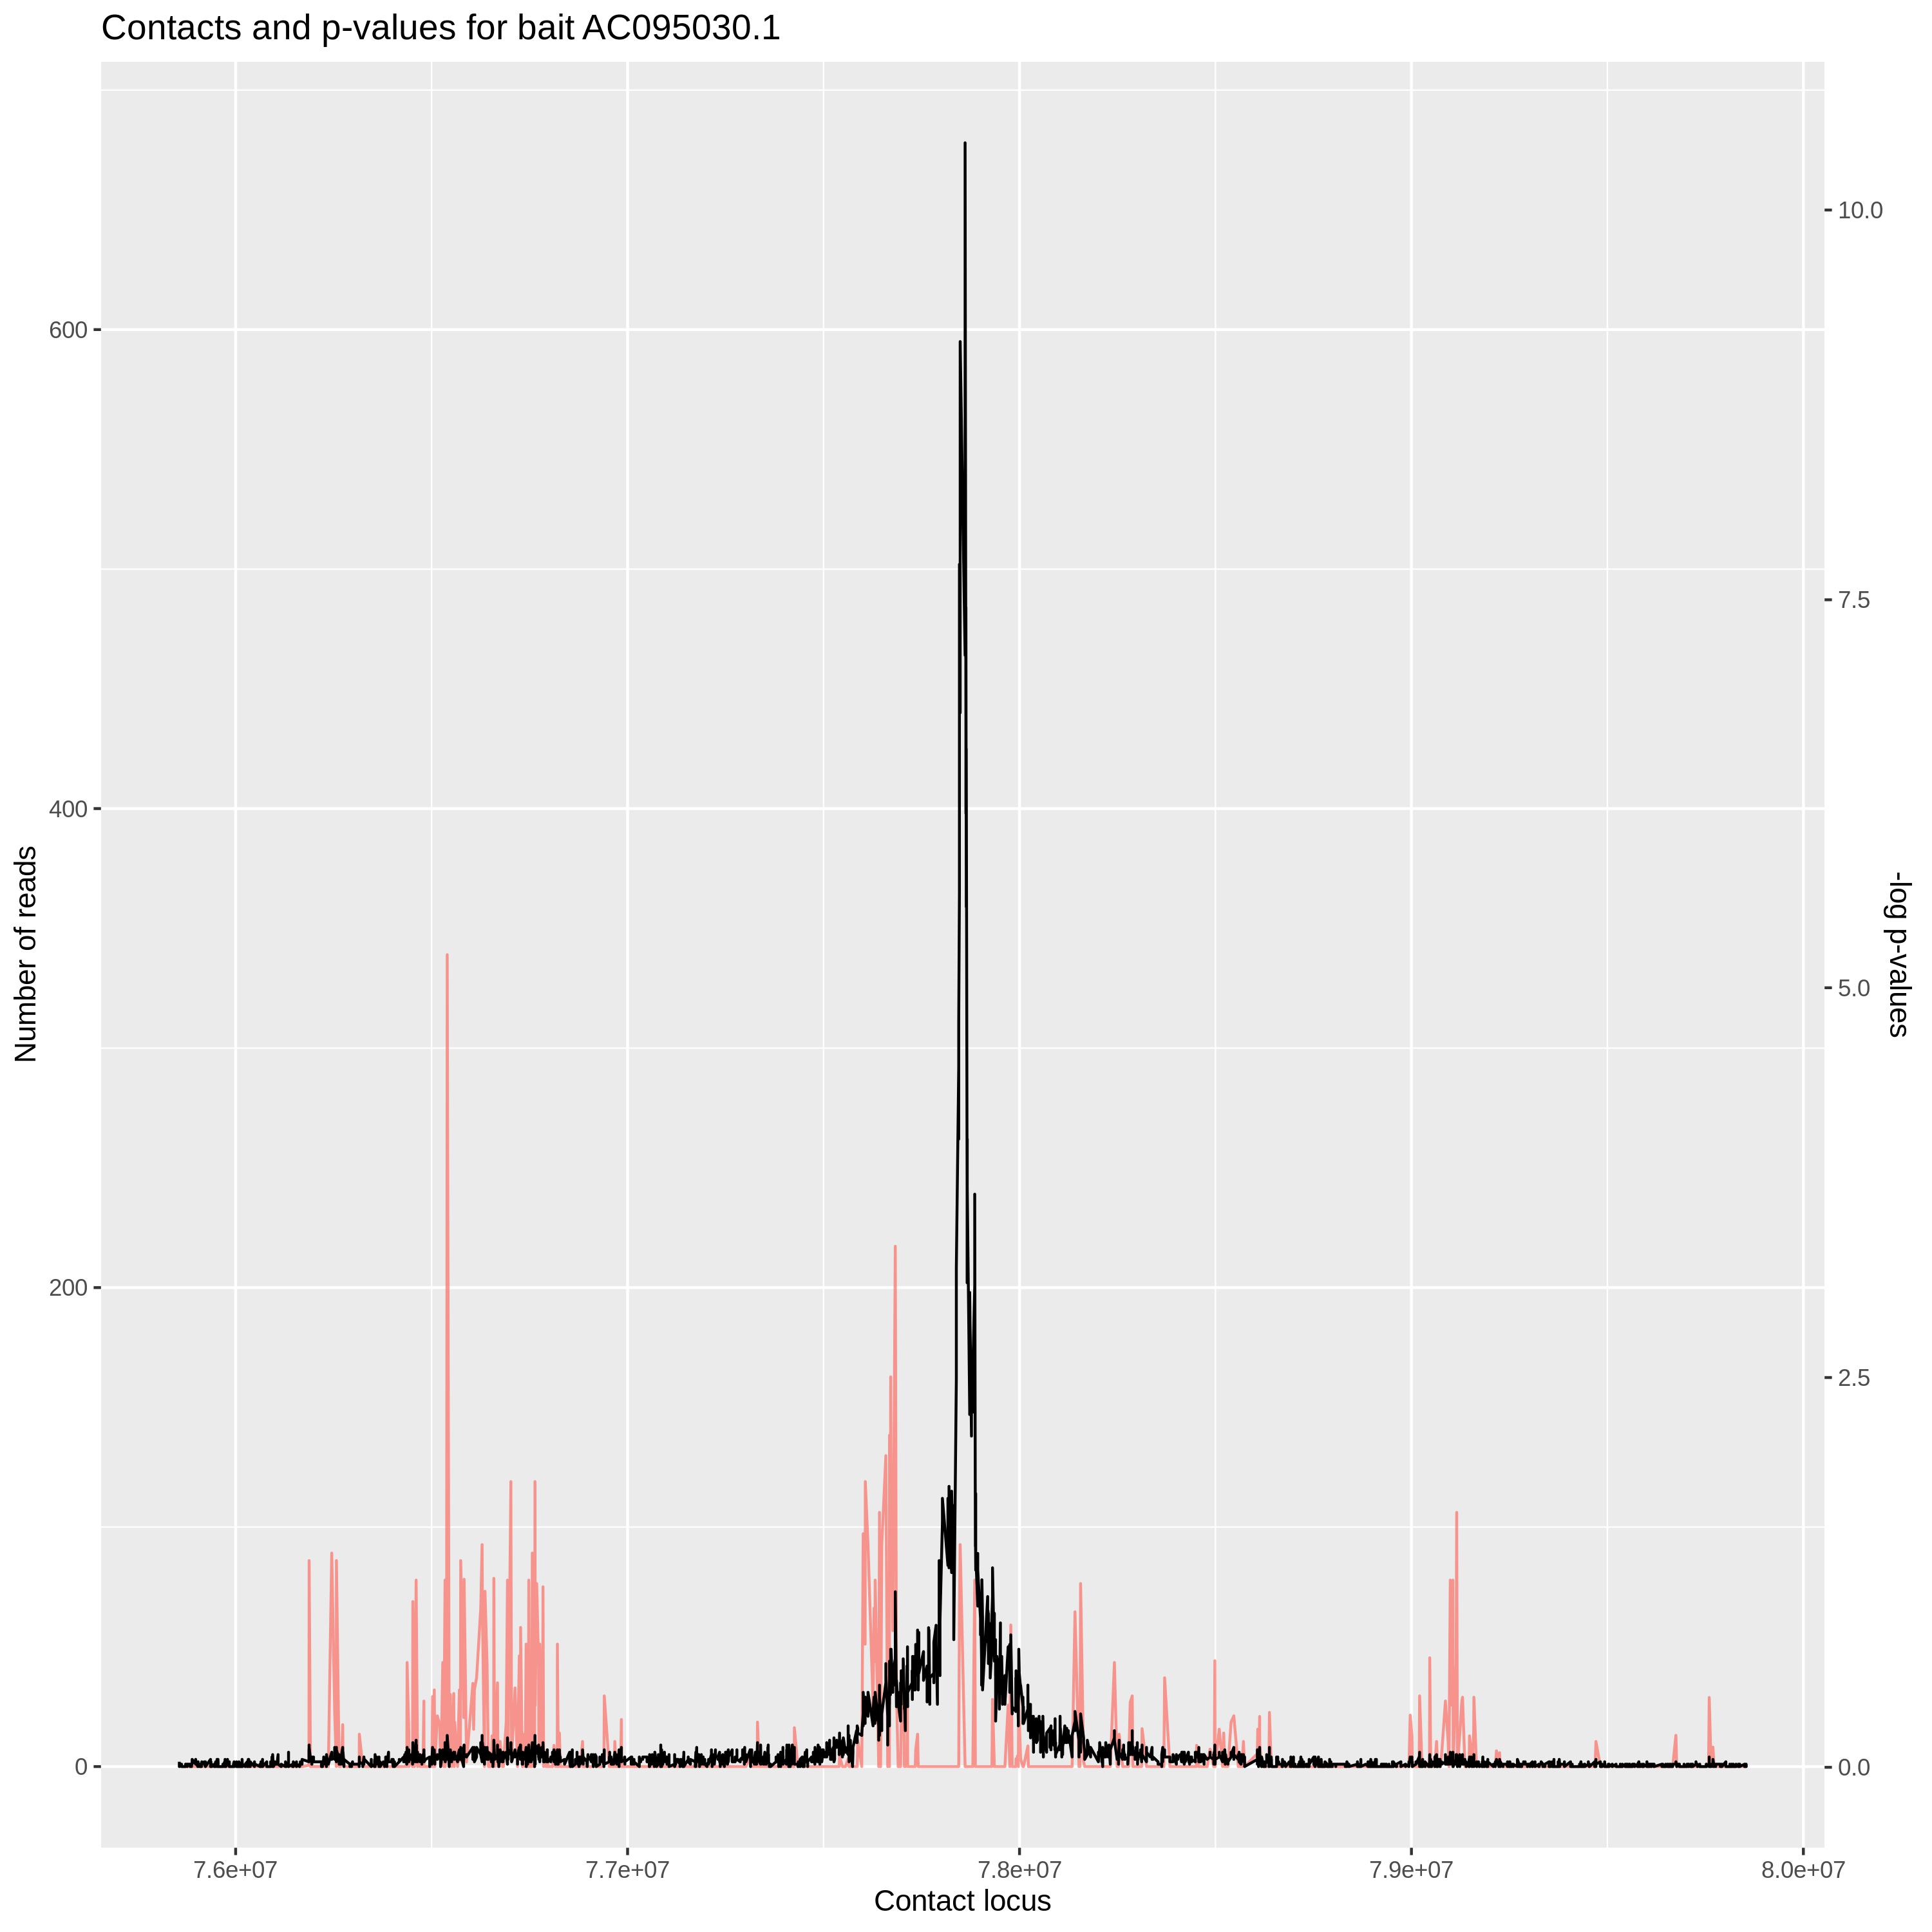 Contacts and p-values for bait AC095030.1
Number of reads
600
400
200
0
10.0
7.5
5.0
2.5
0.0
-log p-values
7.6e+07
7.7e+07
7.8e+07
7.9e+07
8.0e+07
Contact locus